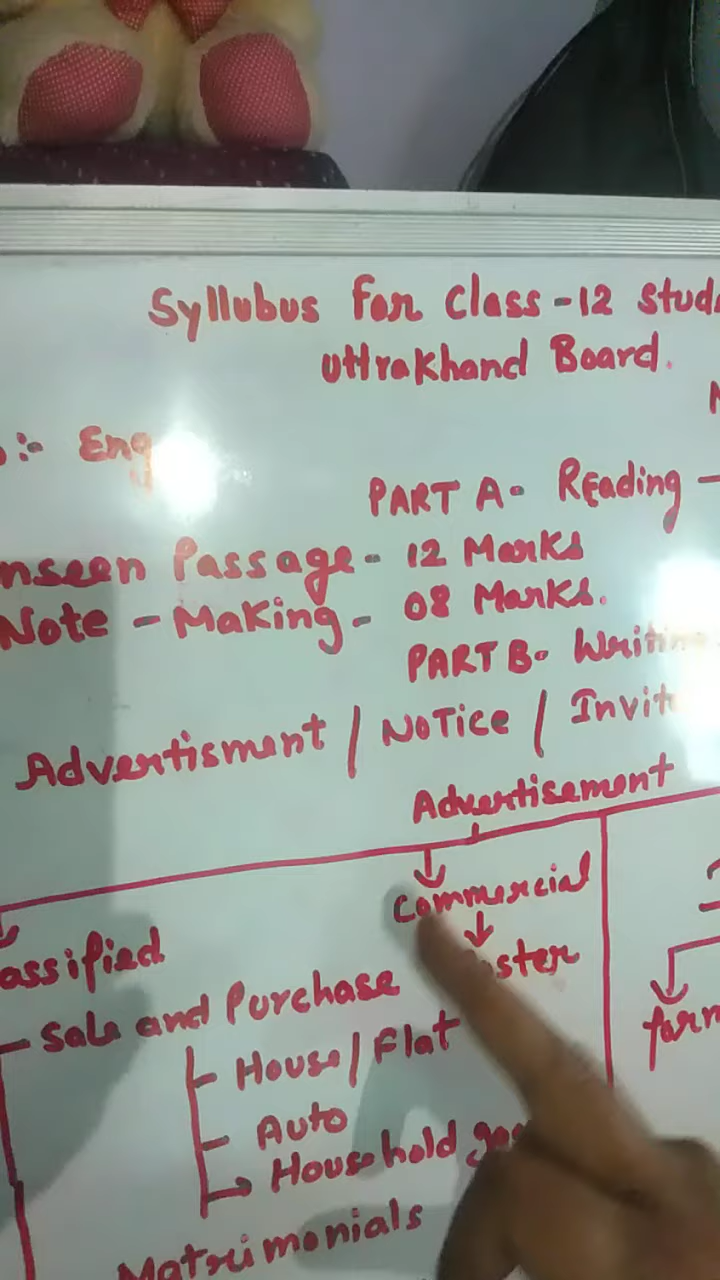 Syllubus For Class-12 Stud
Uttrakhand Board.
:- Eng
PART A- Reading -
nseen Passage- 12 Marks
Note - Making - 08 Marks.
PART B- Writin
Advertisment / NOTICE / Invit
Advertisement
assified
Commercial
ster
Sale and Purchase
House/Flat
Auto
Household
Matrimonials
form